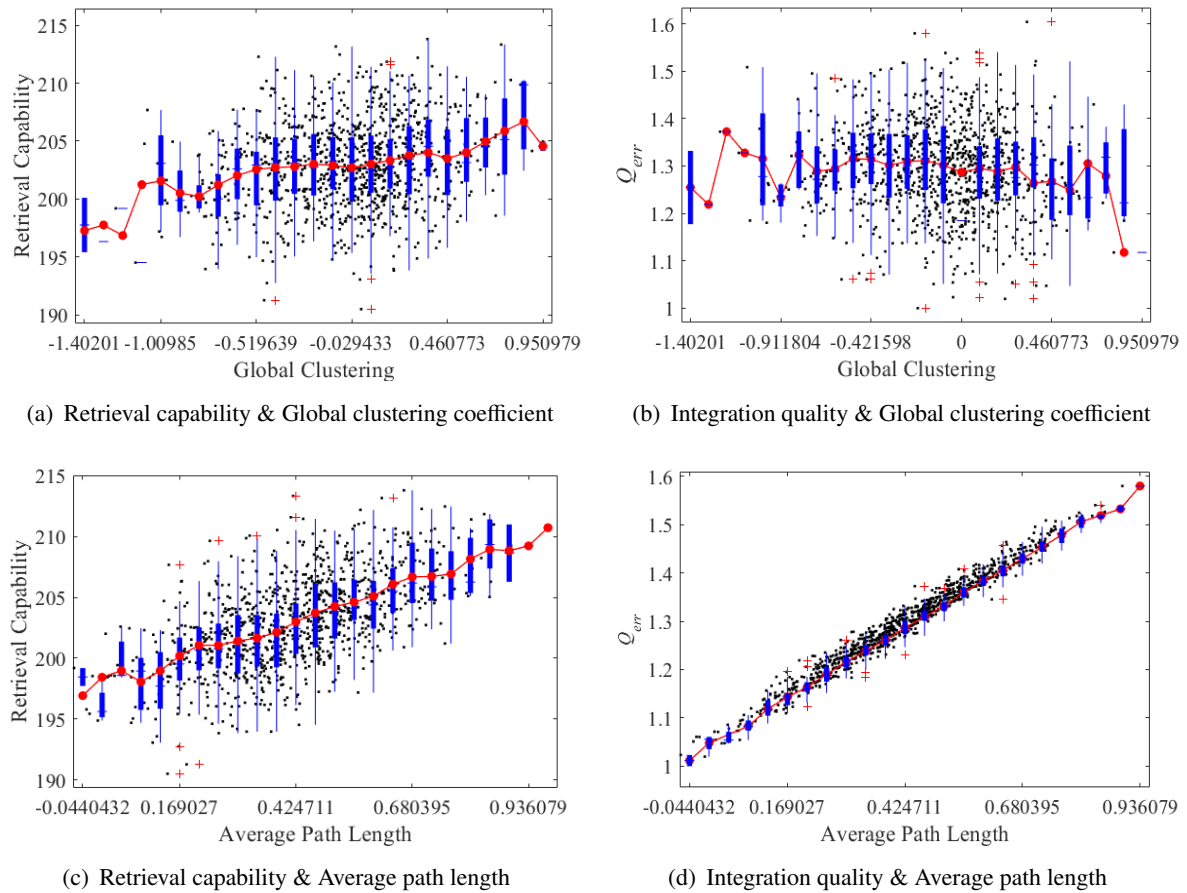 215
210
205
200
195
190
Retrieval Capability
-1.40201 -1.00985 -0.519639 -0.029433 0.460773 0.950979
Global Clustering
(a) Retrieval capability & Global clustering coefficient
1.6
1.5
1.4
1.3
1.2
1.1
1
Qerr
-1.40201 -0.911804 -0.421598 0 0.460773 0.950979
Global Clustering
(b) Integration quality & Global clustering coefficient
215
210
205
200
195
190
Retrieval Capability
-0.0440432 0.169027 0.424711 0.680395 0.936079
Average Path Length
(c) Retrieval capability & Average path length
1.6
1.5
1.4
1.3
1.2
1.1
1
Qerr
-0.0440432 0.169027 0.424711 0.680395 0.936079
Average Path Length
(d) Integration quality & Average path length